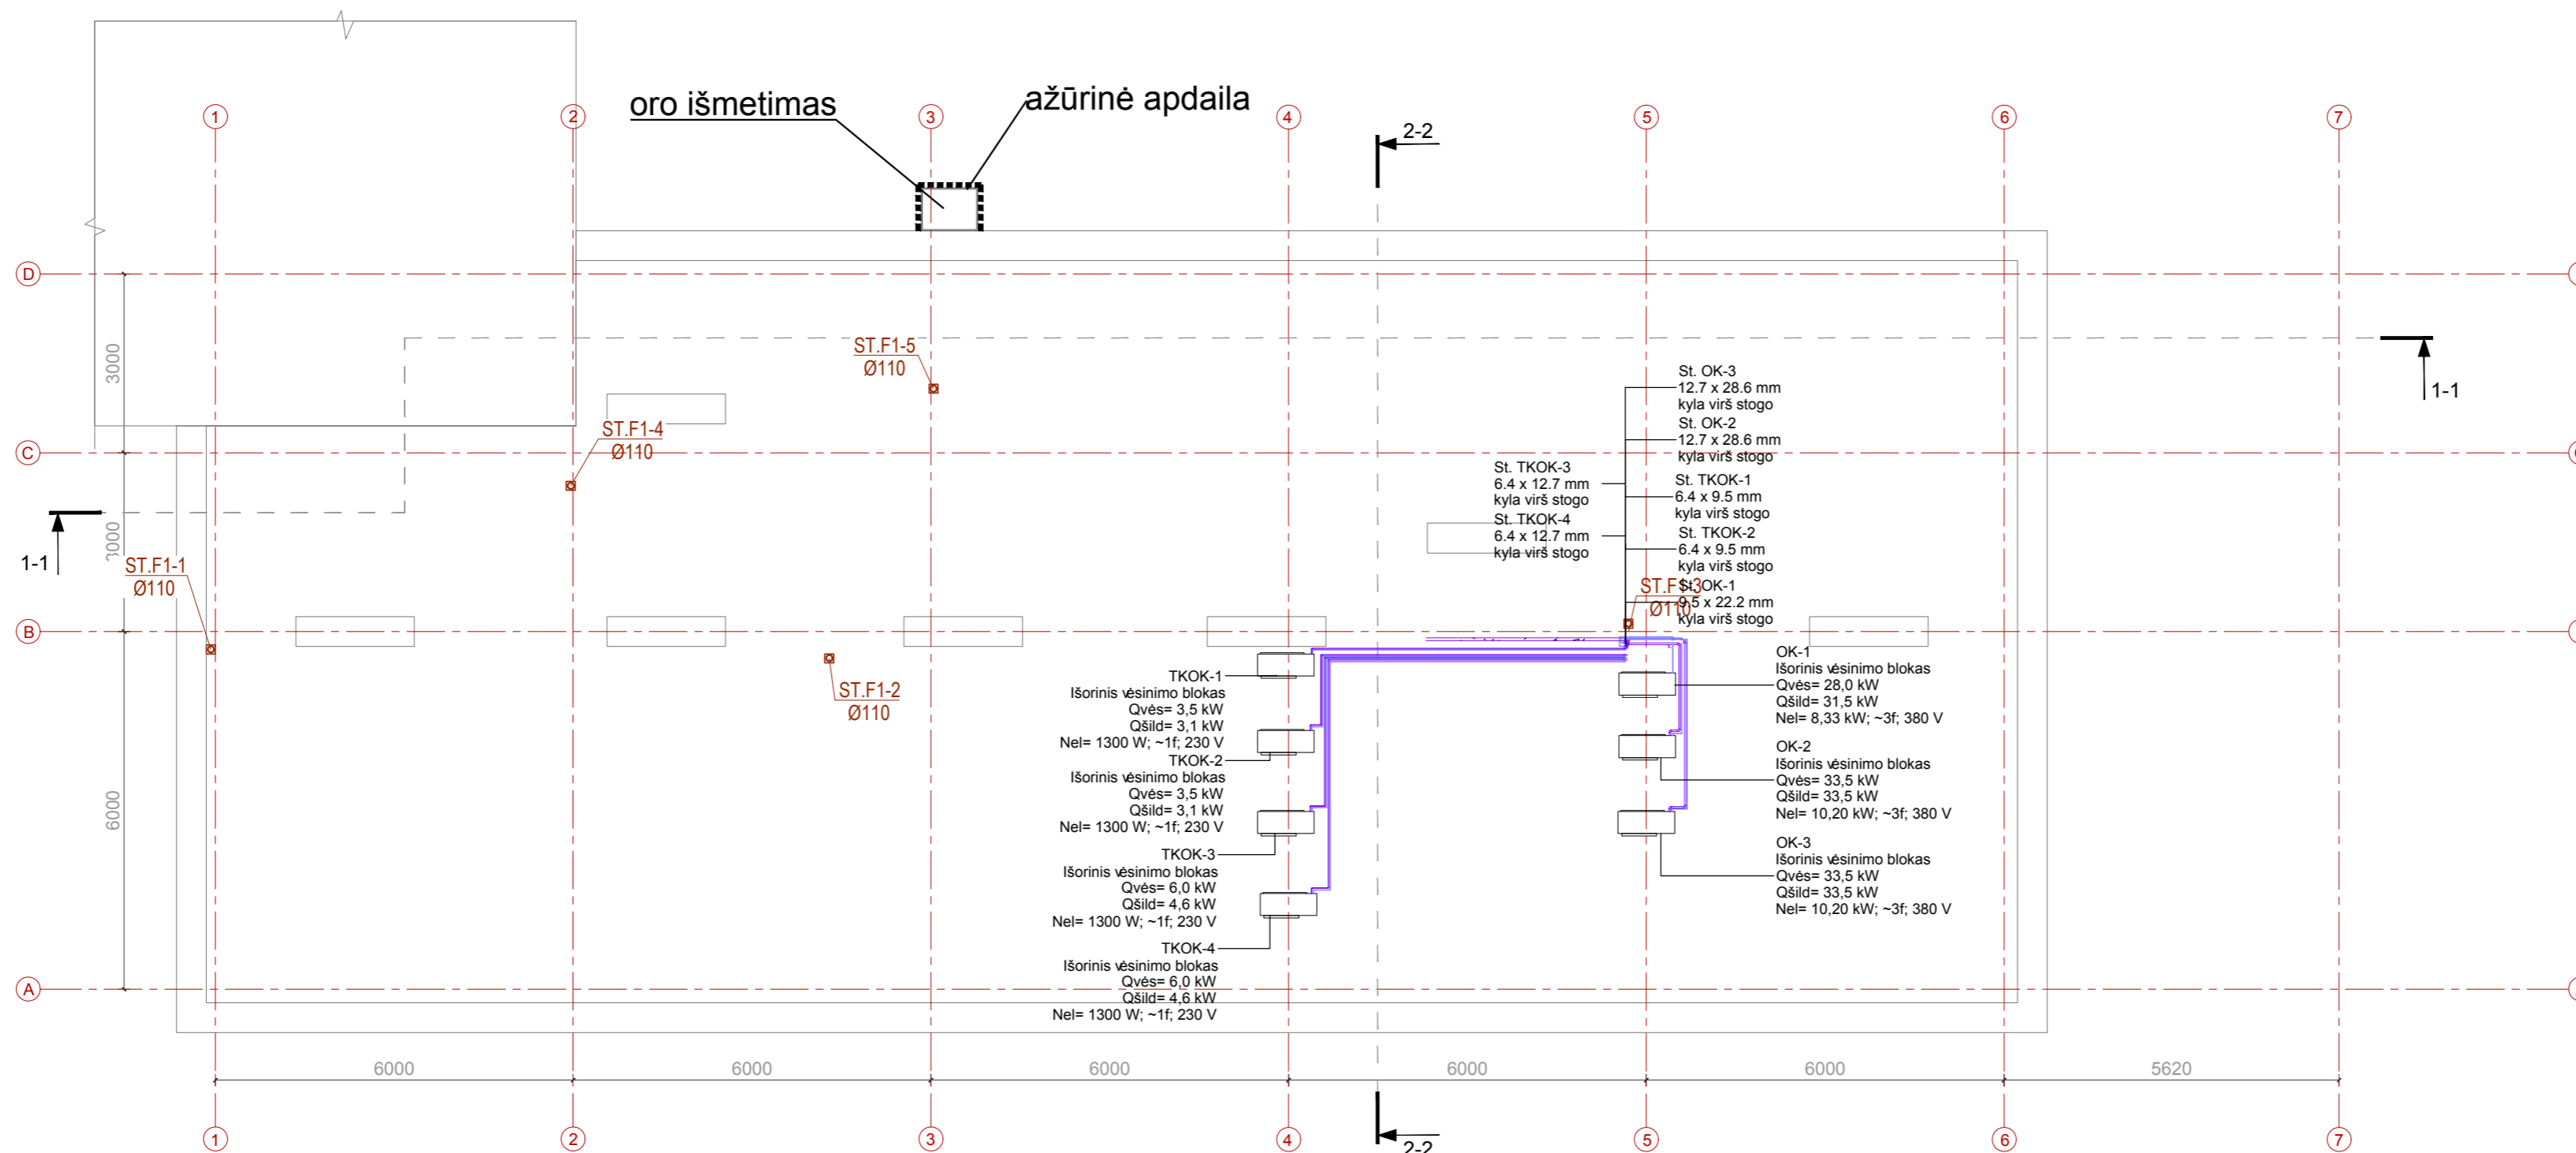 oro išmetimas
ažūrinė apdaila
1
2
3
4
5
6
7
2-2
D
3000
ST.F1-5
Ø110
1-1
St. OK-3
12.7 x 28.6 mm
kyla virš stogo
St. OK-2
12.7 x 28.6 mm
kyla virš stogo
ST.F1-4
Ø110
C
St. TKOK-3
6.4 x 12.7 mm
kyla virš stogo
St. TKOK-1
6.4 x 9.5 mm
kyla virš stogo
St. TKOK-4
6.4 x 12.7 mm
kyla virš stogo
St. TKOK-2
6.4 x 9.5 mm
kyla virš stogo
3000
1-1
ST.F1-1
Ø110
ST.F1-3
Ø110
St. OK-1
9.5 x 22.2 mm
kyla virš stogo
B
ST.F1-2
Ø110
TKOK-1
Išorinis vėsinimo blokas
Qvės= 3,5 kW
Qšild= 3,1 kW
Nel= 1300 W; ~1f; 230 V
TKOK-2
Išorinis vėsinimo blokas
Qvės= 3,5 kW
Qšild= 3,1 kW
Nel= 1300 W; ~1f; 230 V
TKOK-3
Išorinis vėsinimo blokas
Qvės= 6,0 kW
Qšild= 4,6 kW
Nel= 1300 W; ~1f; 230 V
TKOK-4
Išorinis vėsinimo blokas
Qvės= 6,0 kW
Qšild= 4,6 kW
Nel= 1300 W; ~1f; 230 V
OK-1
Išorinis vėsinimo blokas
Qvės= 28,0 kW
Qšild= 31,5 kW
Nel= 8,33 kW; ~3f; 380 V
OK-2
Išorinis vėsinimo blokas
Qvės= 33,5 kW
Qšild= 33,5 kW
Nel= 10,20 kW; ~3f; 380 V
OK-3
Išorinis vėsinimo blokas
Qvės= 33,5 kW
Qšild= 33,5 kW
Nel= 10,20 kW; ~3f; 380 V
6000
A
6000
6000
6000
6000
6000
5620
1
2
3
4
5
6
7
2-2